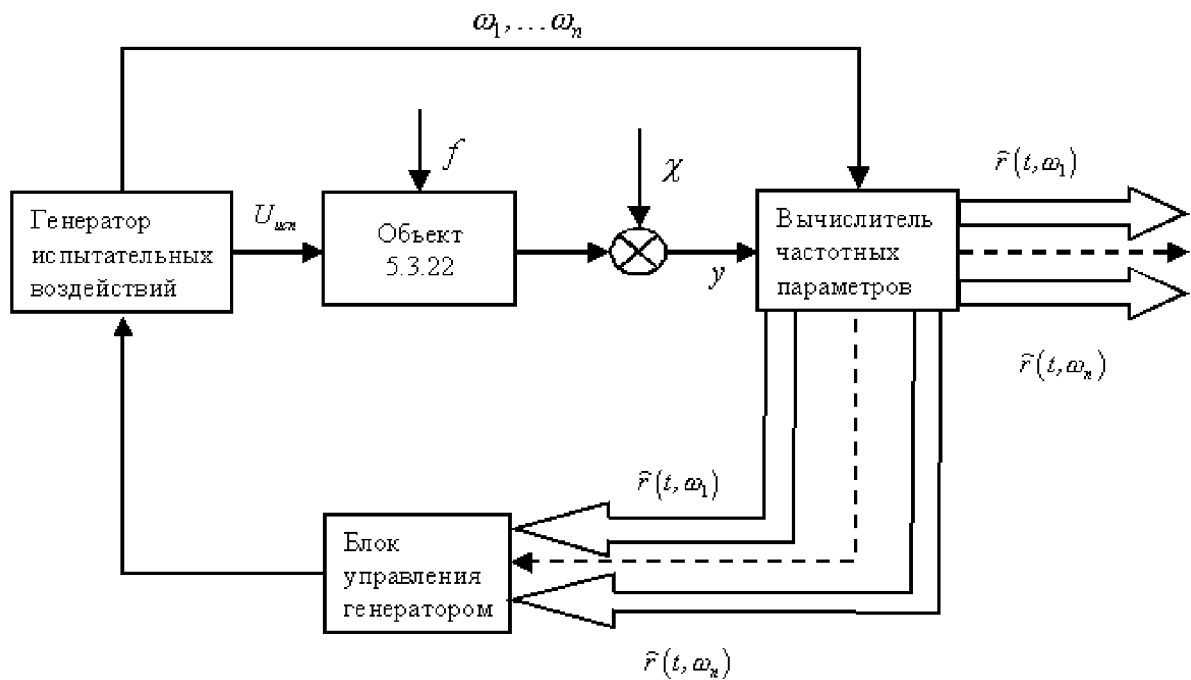 ω₁, ... ωₙ
f
χ
r̂(t, ω₁)
Генератор
испытательных
воздействий
Uисп
Объект
5.3.22
y
Вычислитель
частотных
параметров
r̂(t, ωₙ)
r̂(t, ω₁)
Блок
управления
генератором
r̂(t, ωₙ)